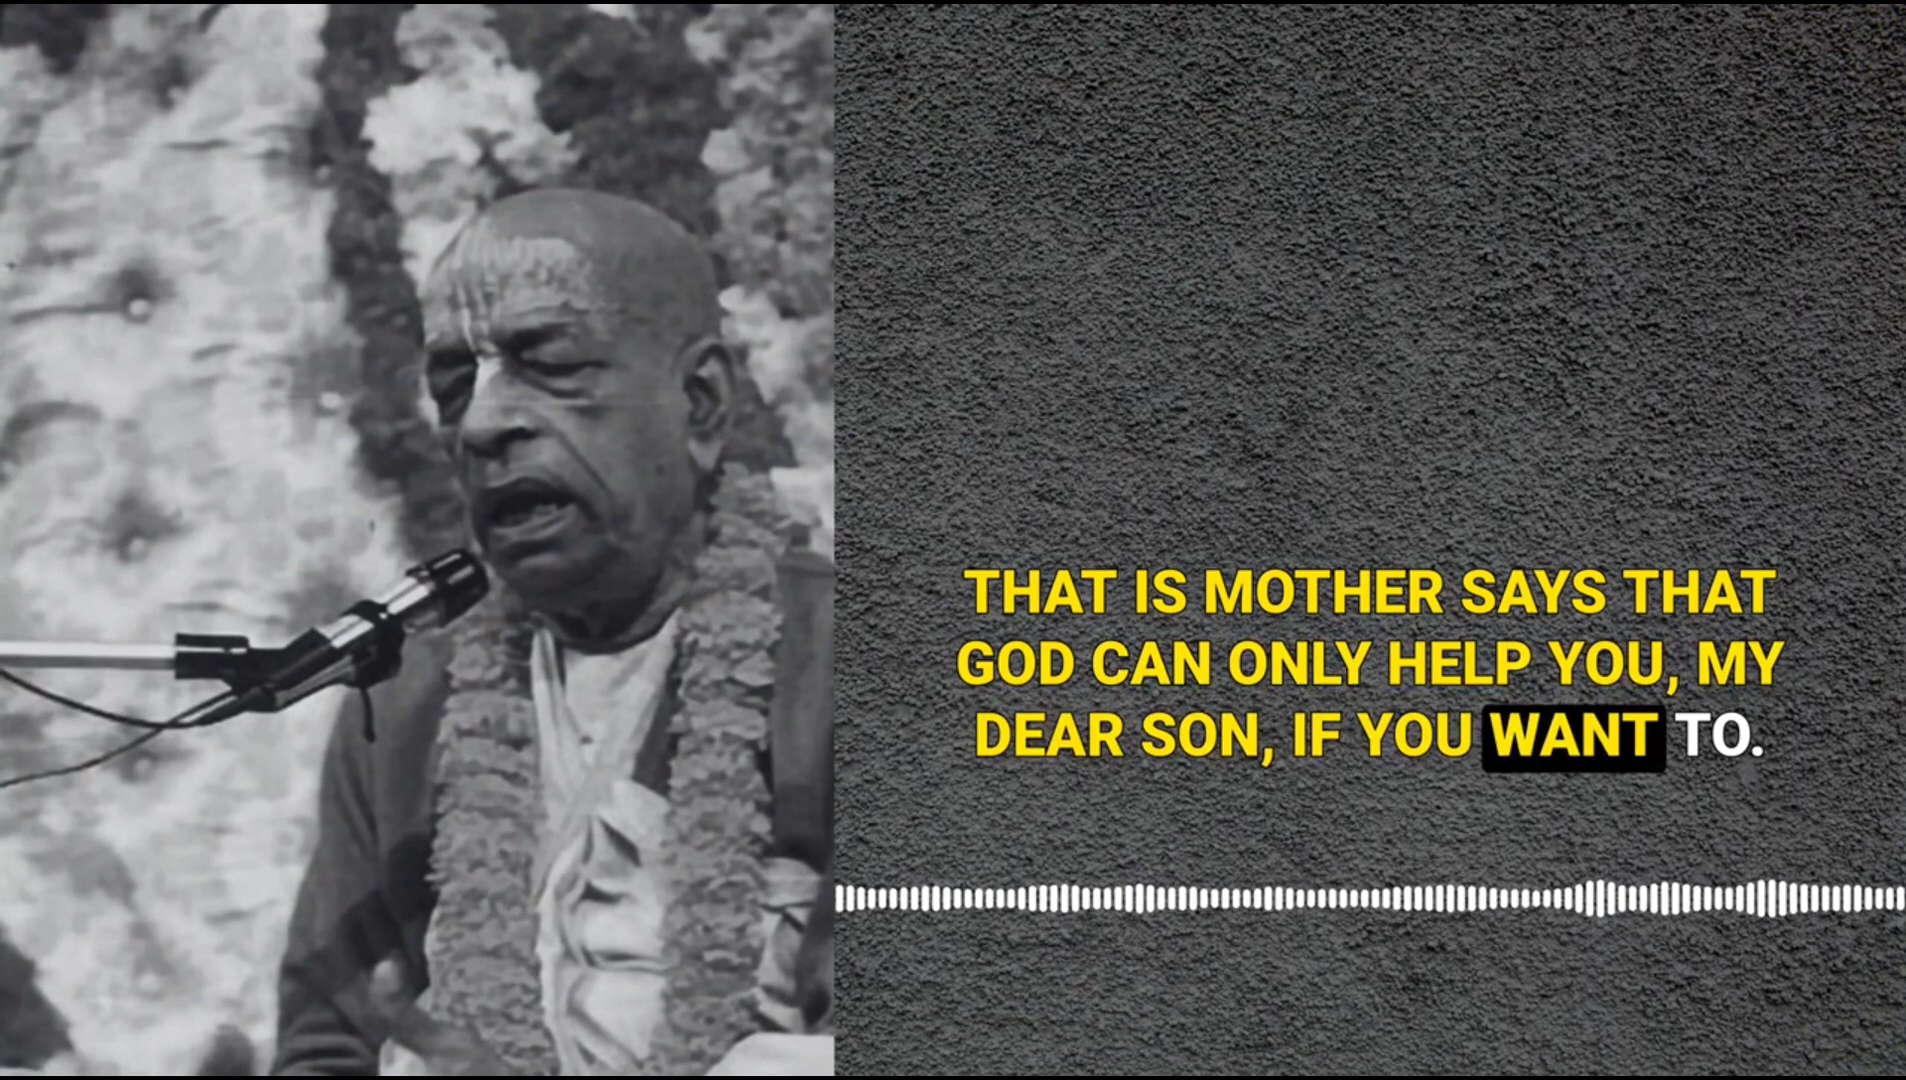 THAT IS MOTHER SAYS THAT
GOD CAN ONLY HELP YOU, MY
DEAR SON, IF YOU WANT TO.